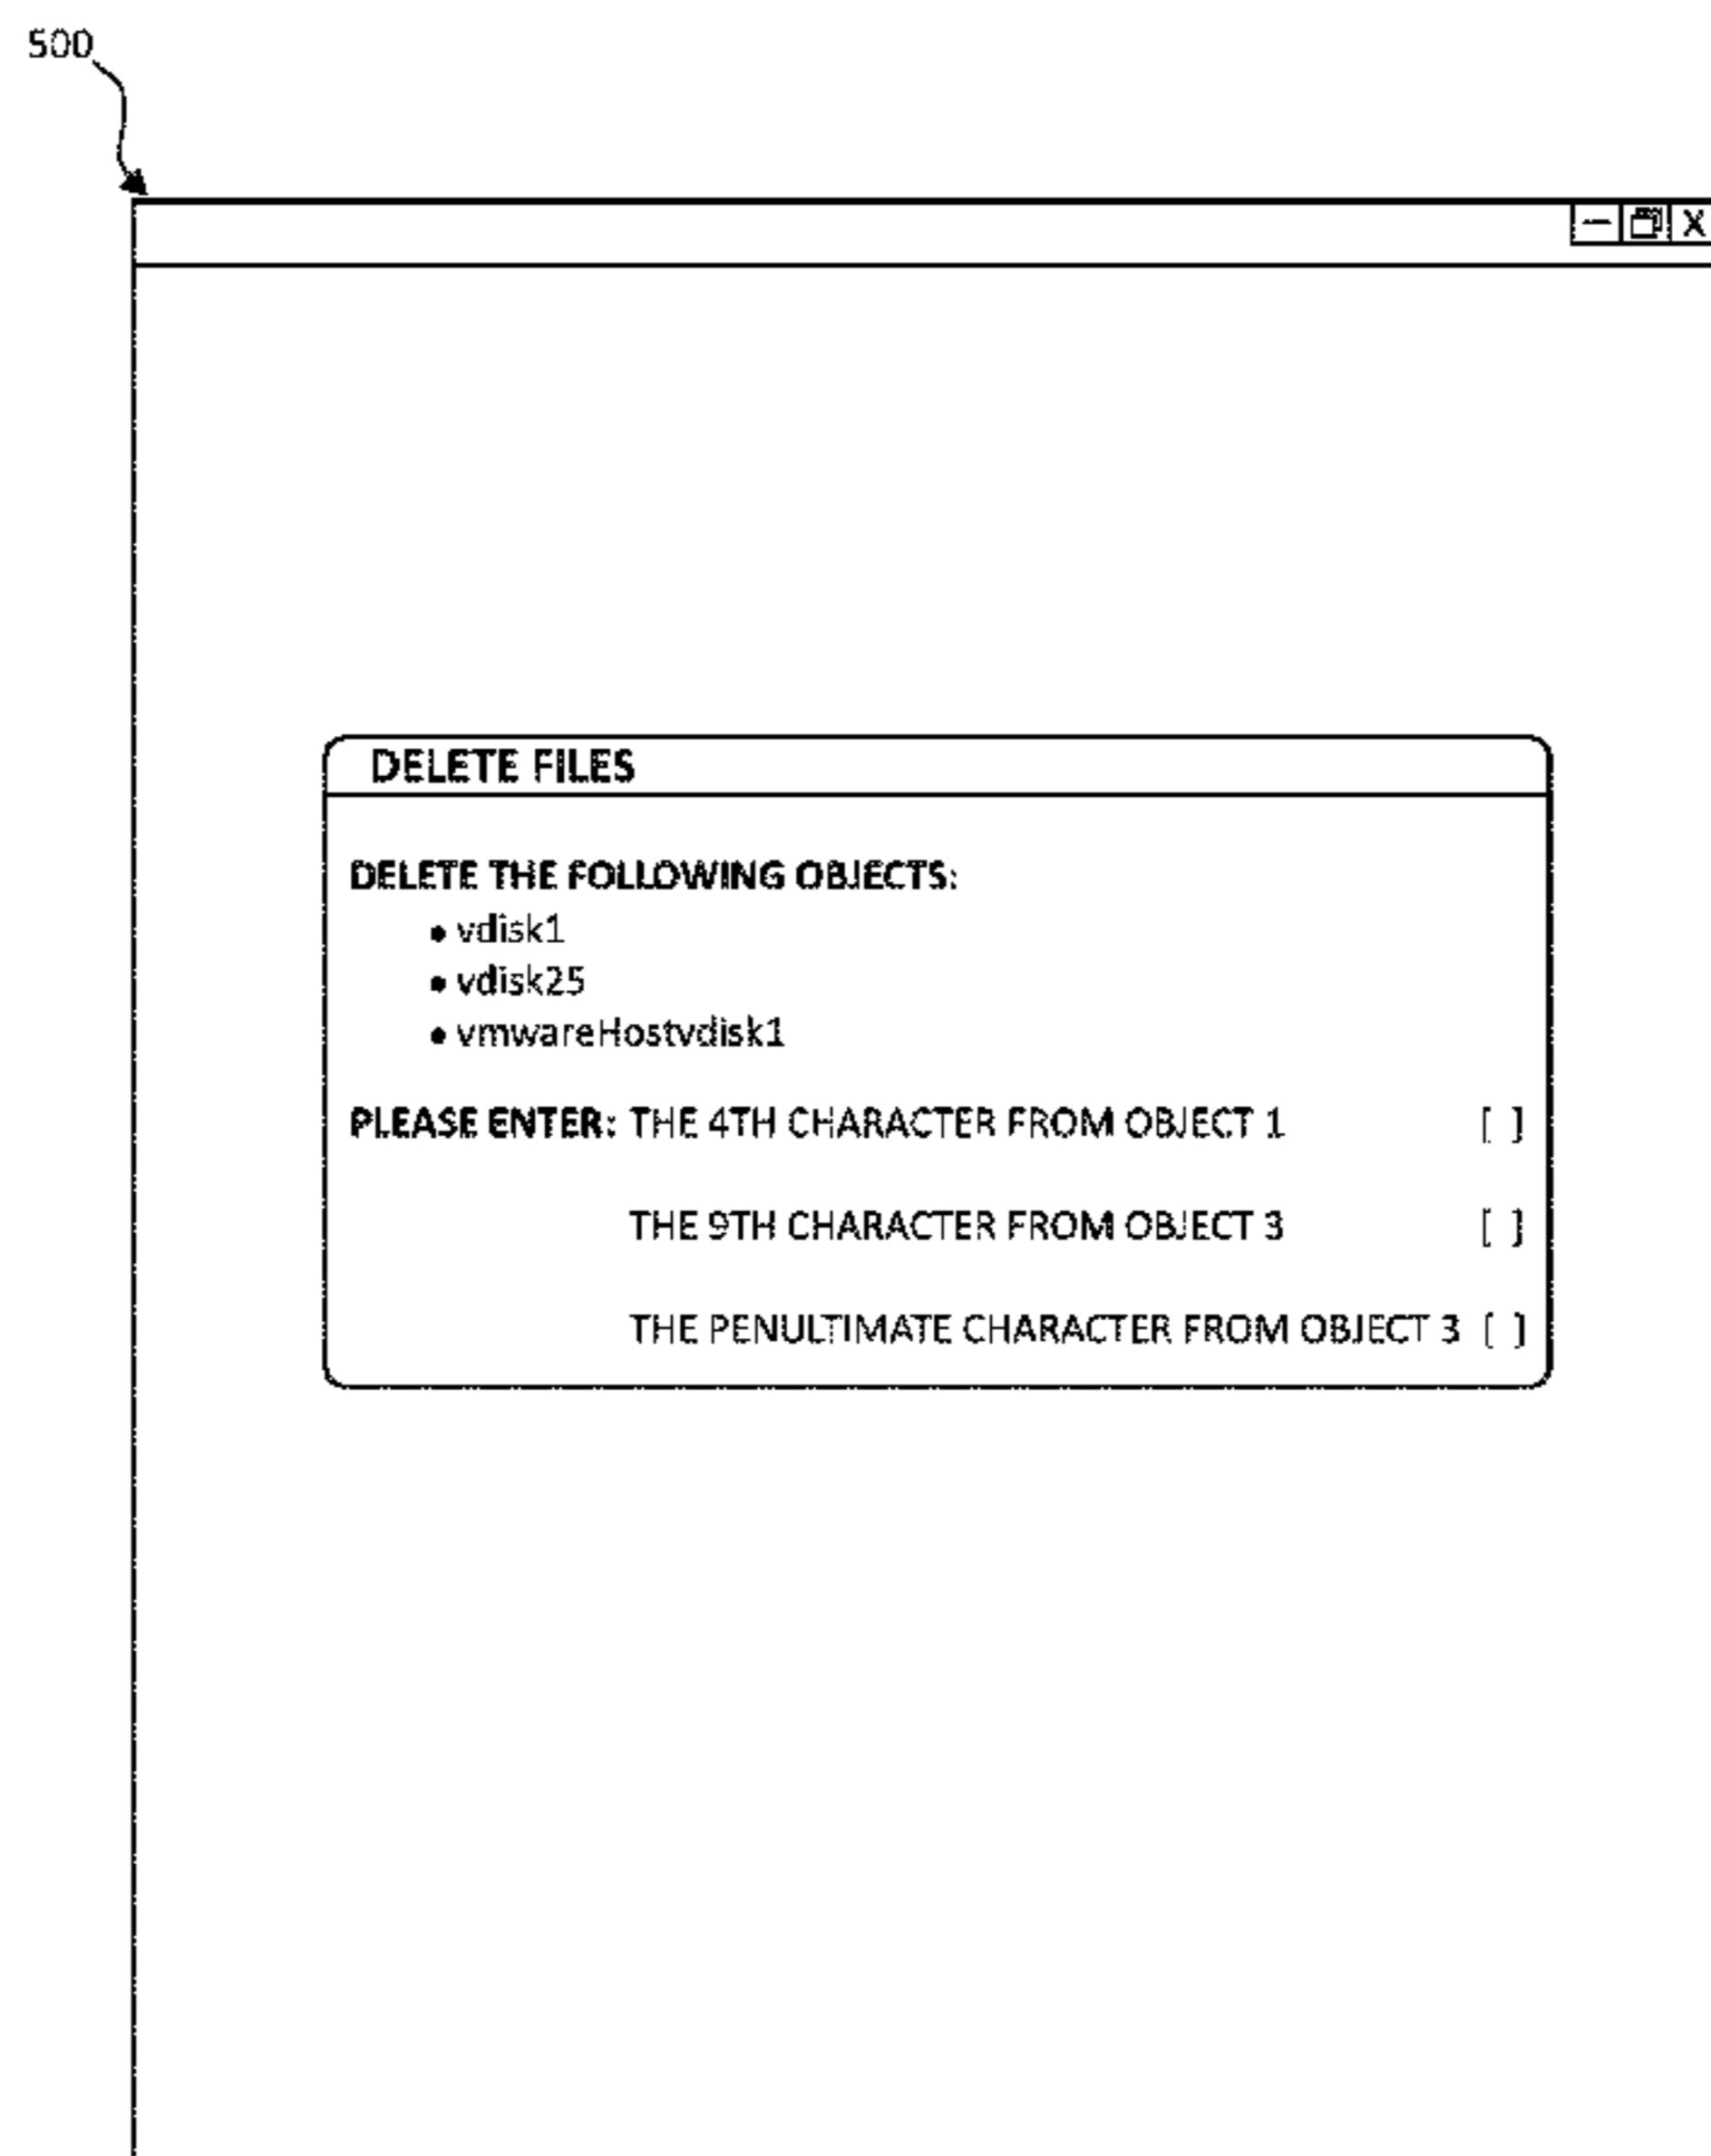 500
X
DELETE FILES
DELETE THE FOLLOWING OBJECTS:
• vdisk1
• vdisk25
• vmwareHostvdisk1
PLEASE ENTER: THE 4TH CHARACTER FROM OBJECT 1 [ ]
THE 9TH CHARACTER FROM OBJECT 3 [ ]
THE PENULTIMATE CHARACTER FROM OBJECT 3 [ ]